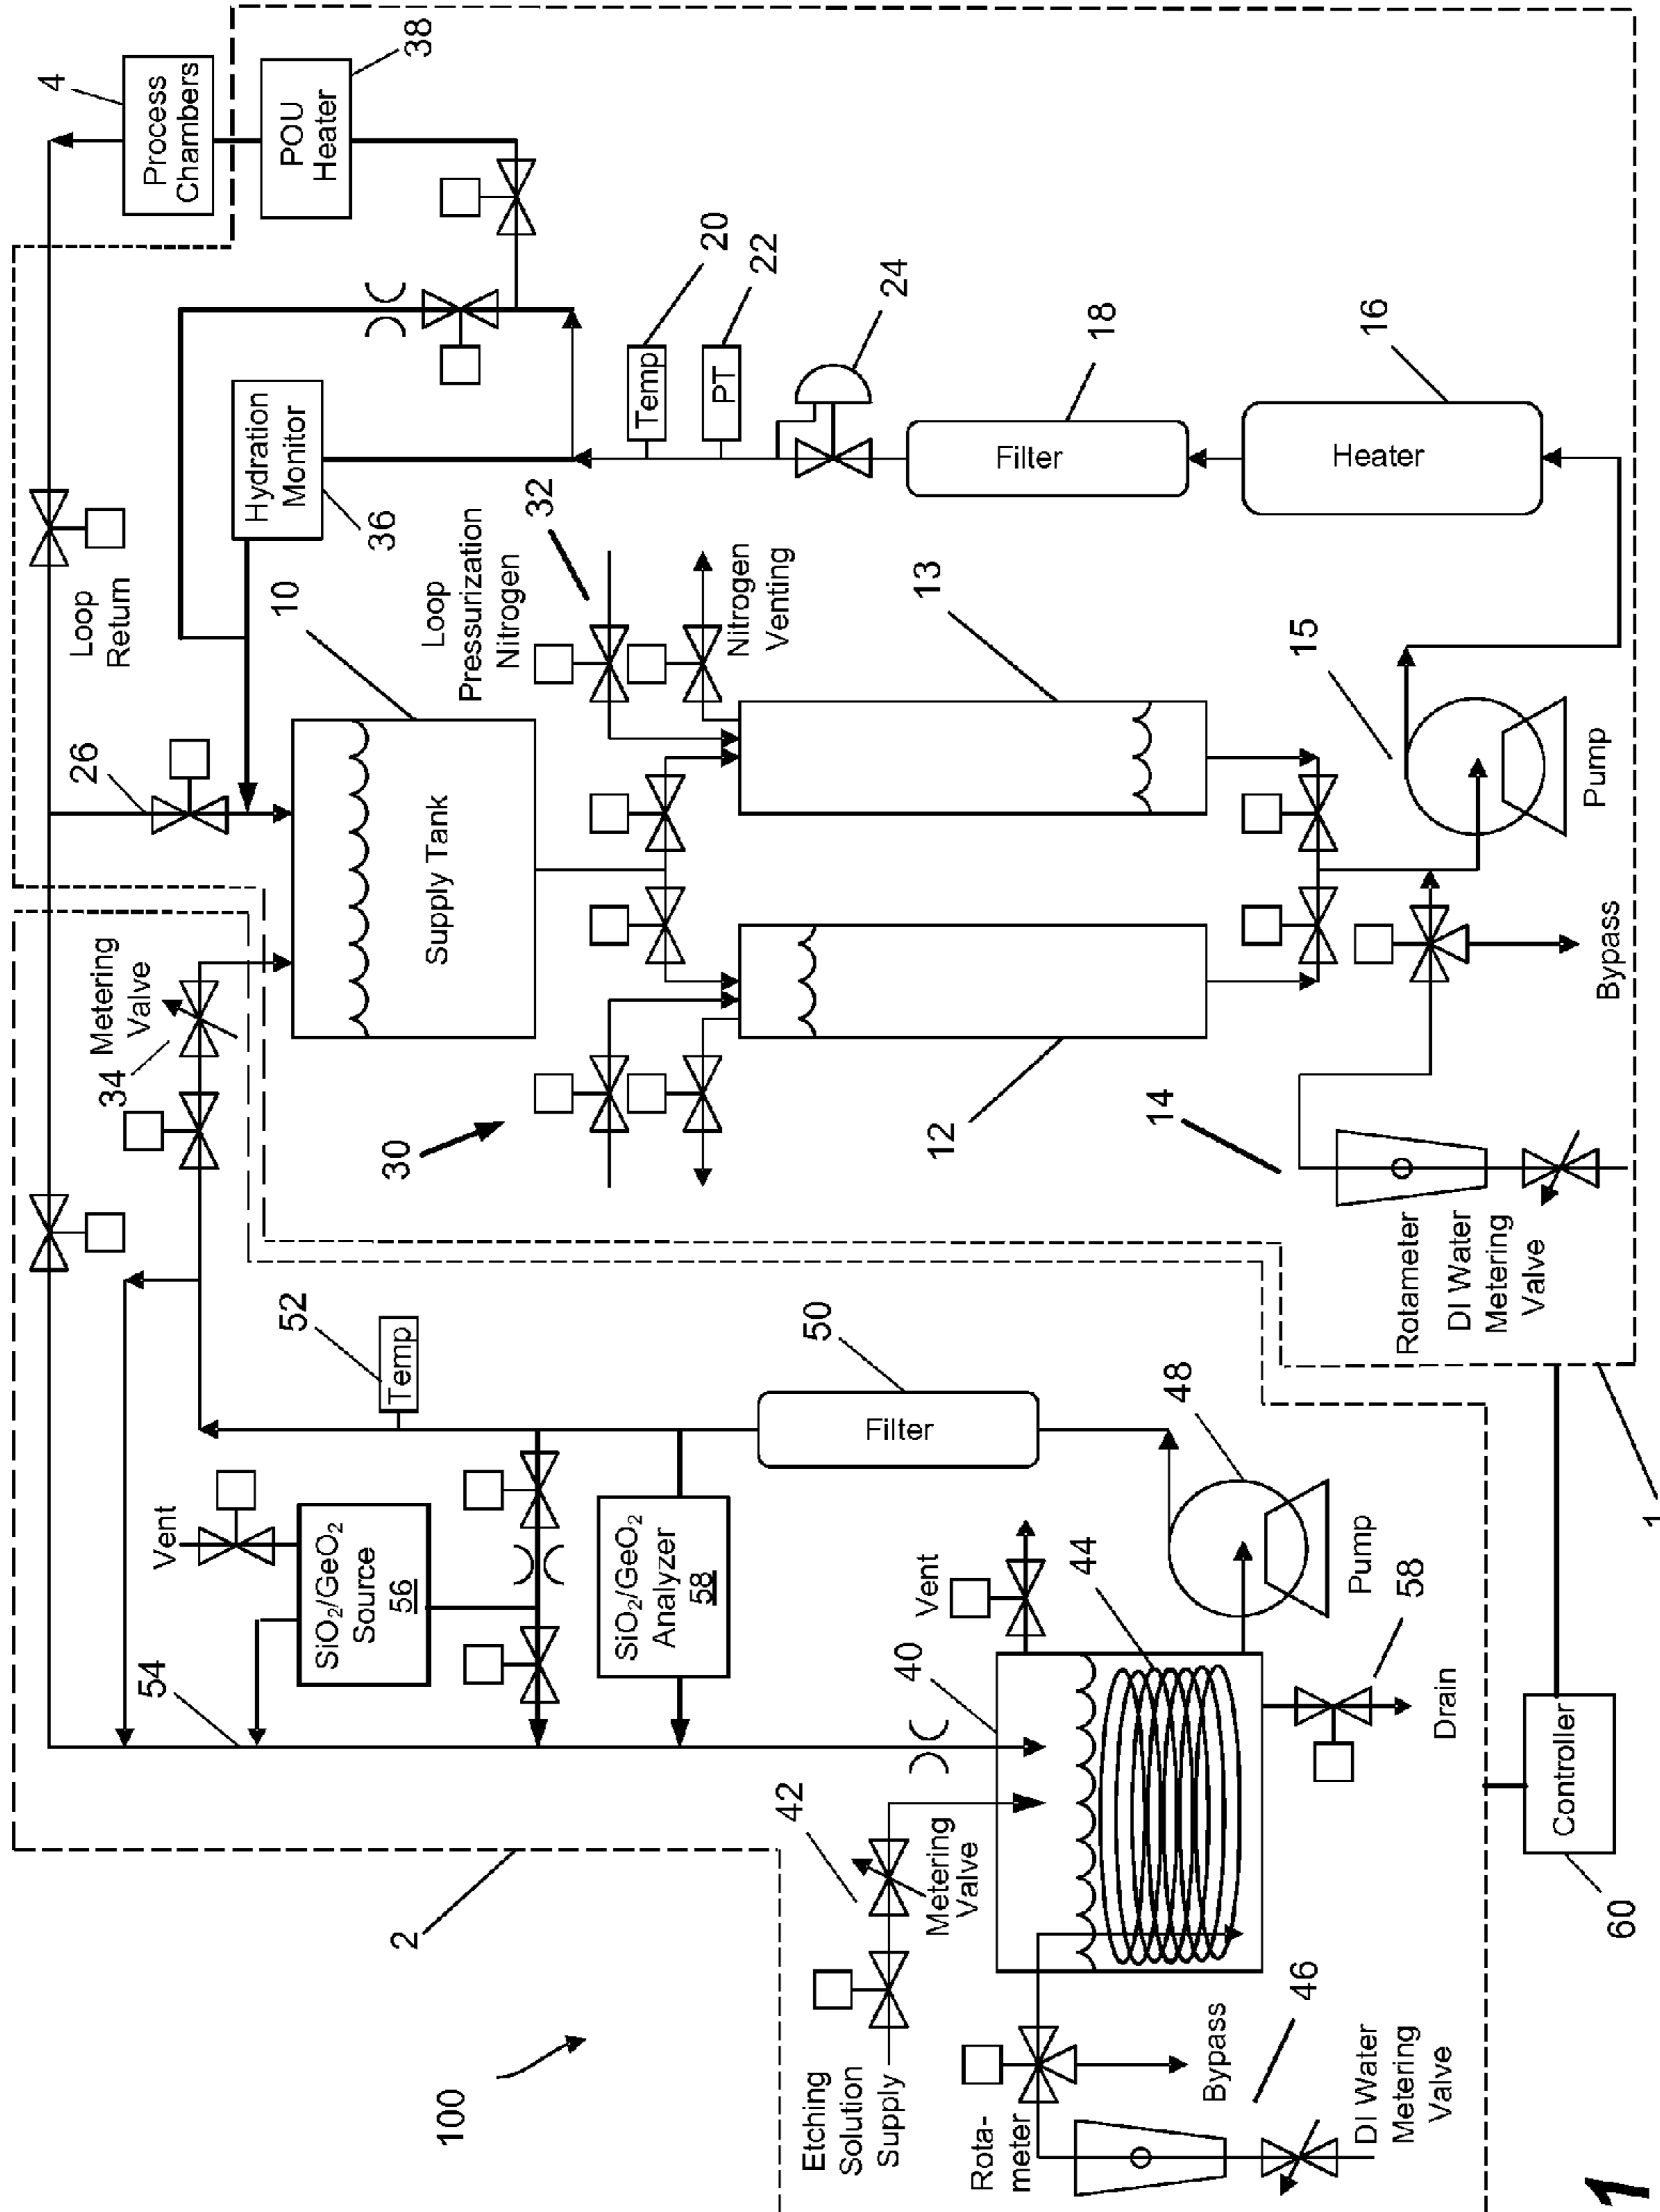 100
2
Etching
Solution
Supply
42
Metering
Valve
Rota-
meter
Bypass
46
DI Water
Metering
Valve
40
44
Vent
Drain
58
Pump
48
54
Vent
SiO₂/GeO₂
Source
56
SiO₂/GeO₂
Analyzer
58
Filter
50
Temp
52
34
Metering
Valve
Loop
Return
26
10
Supply Tank
Hydration
Monitor
36
4
Process
Chambers
POU
Heater
38
30
Loop
Pressurization
Nitrogen
32
Nitrogen
Venting
12
13
14
Rotameter
DI Water
Metering
Valve
Bypass
15
Pump
Temp
20
PT
22
24
Filter
18
Heater
16
Controller
60
1
1